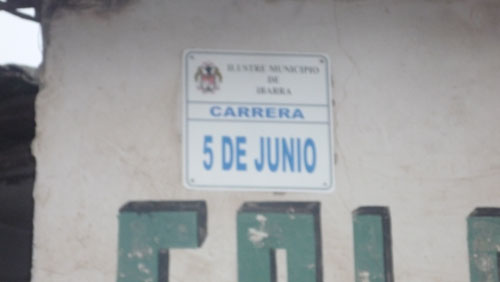 ILUSTRE MUNICIPIO
DE
IBARRA
CARRERA
5 DE JUNIO